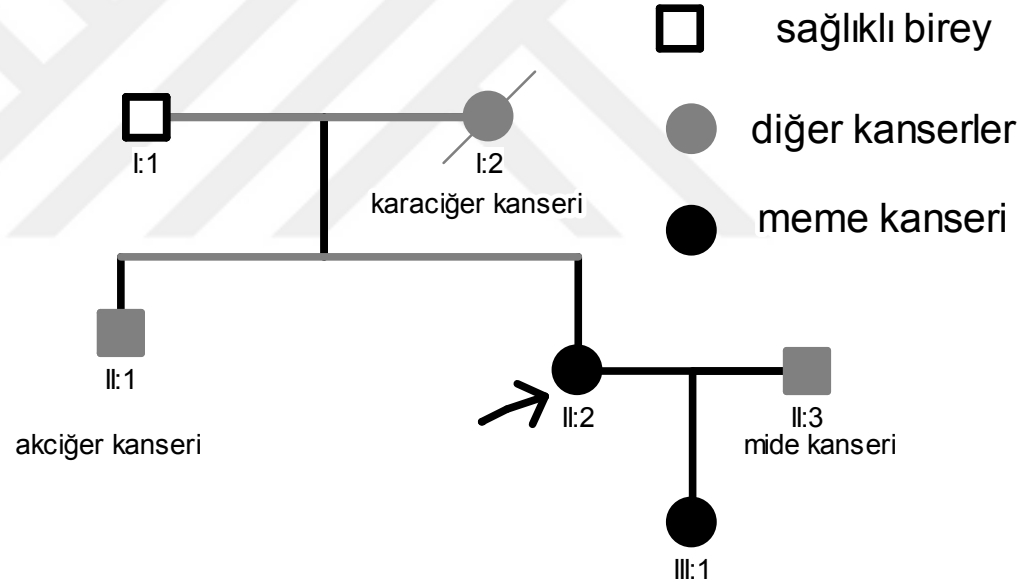 sağlıklı birey
diğer kanserler
meme kanseri
I:1
I:2
karaciğer kanseri
II:1
akciğer kanseri
II:2
II:3
mide kanseri
III:1